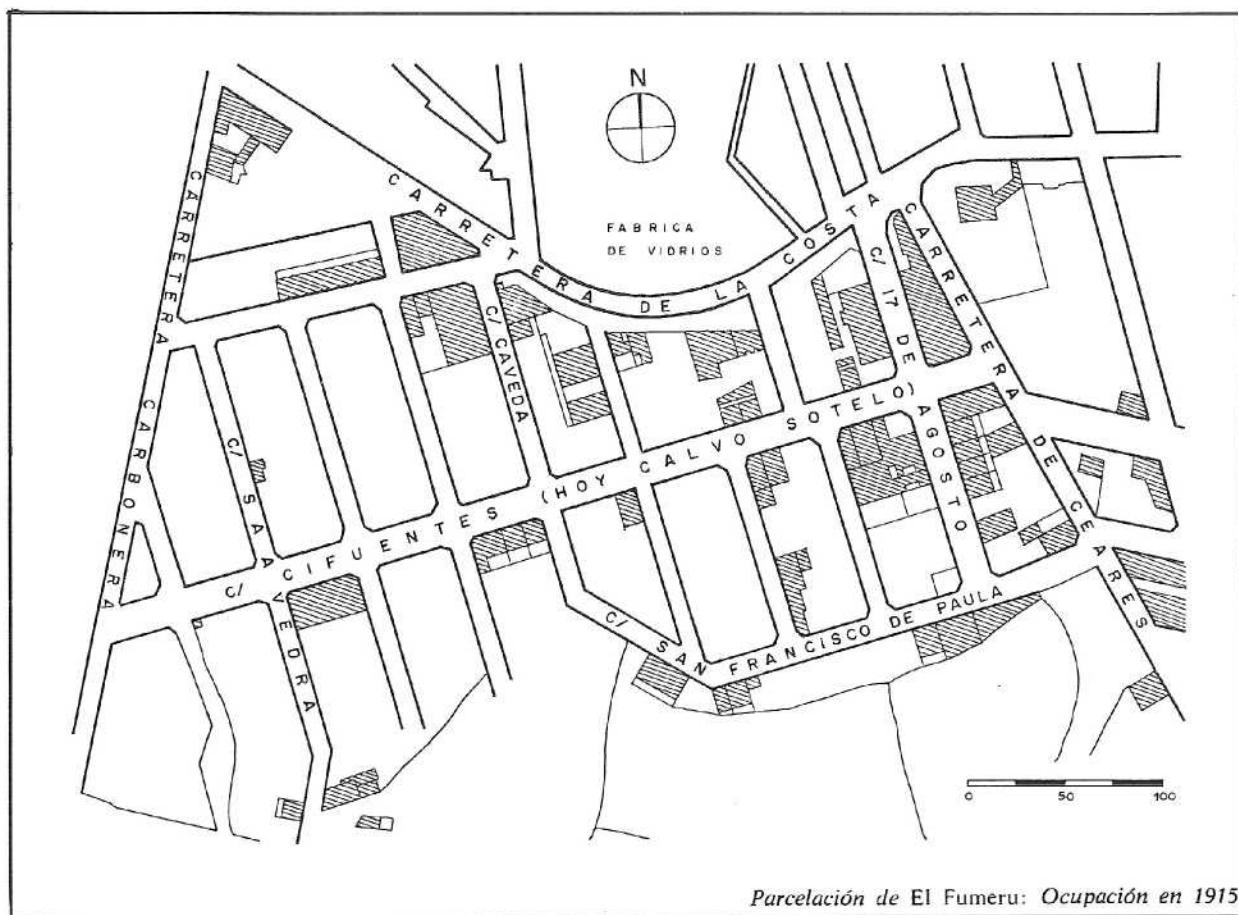 N
FABRICA
DE VIDRIOS
CARRETERA DE LA COSTA
CARRETERA CARBONERA
C/ CAVEDA
C/ 17 DE AGOSTO
CARRETERA DE CEARES
C/ SAAVEDRA
C/ CIFUENTES (HOY CALVO SOTELO)
C/ SAN FRANCISCO DE PAULA
0 50 100
Parcelación de El Fumeru: Ocupación en 1915